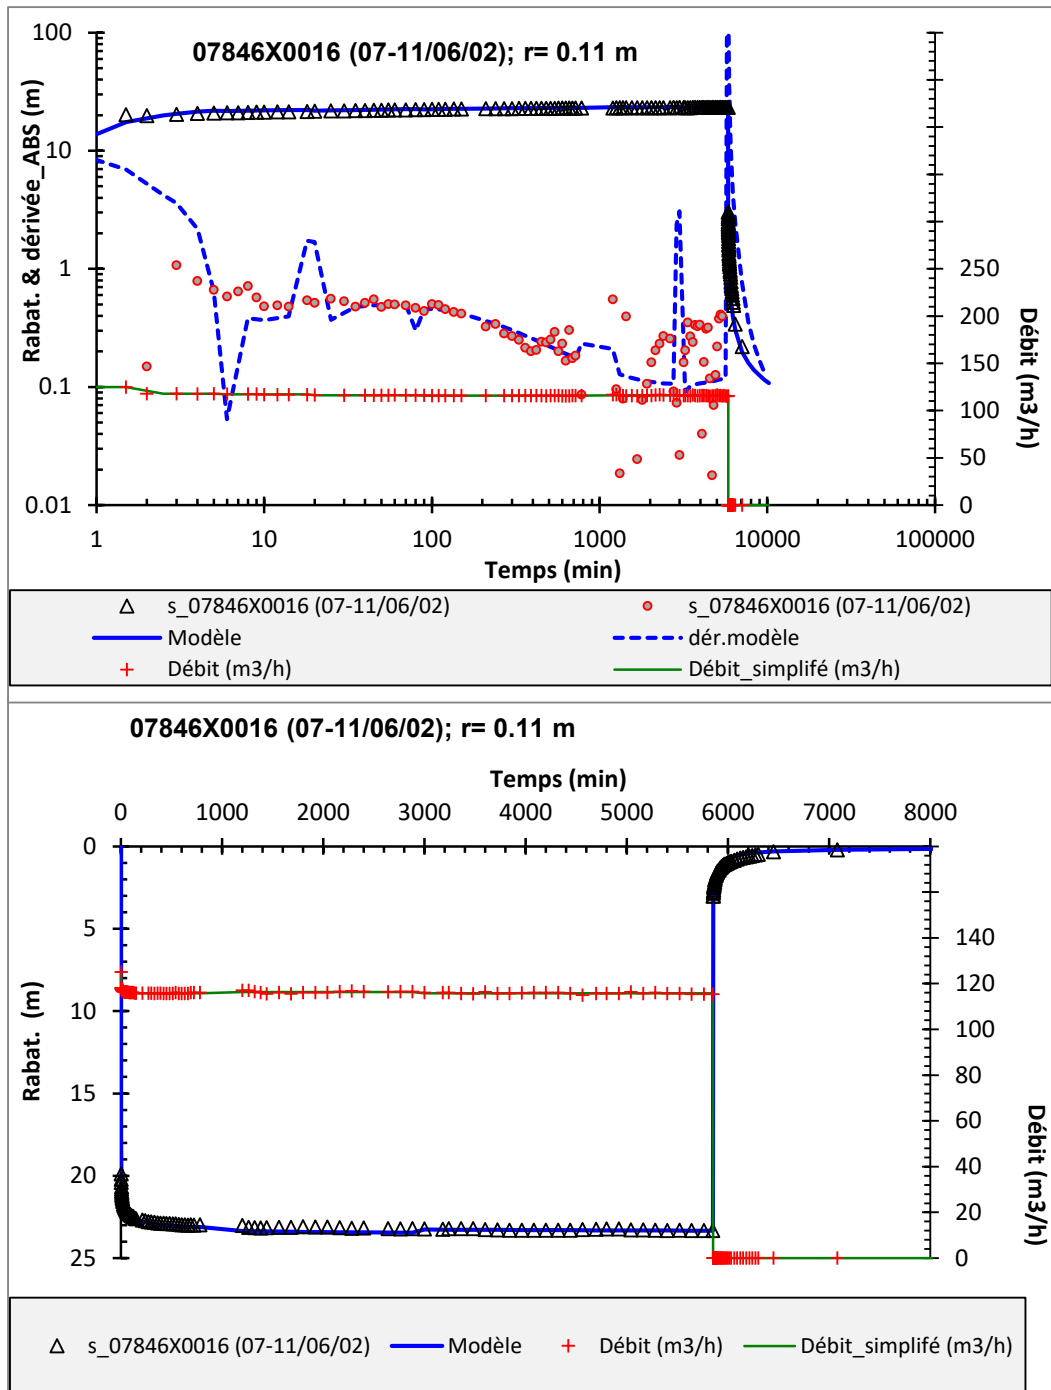 07846X0016 (07-11/06/02); r= 0.11 m
Rabat. & dérivée_ABS (m)
100
10
1
0.1
0.01
250
200
150
100
50
0
Débit (m3/h)
1 10 100 1000 10000 100000
Temps (min)
s_07846X0016 (07-11/06/02) s_07846X0016 (07-11/06/02)
Modèle dér.modèle
Débit (m3/h) Débit_simplifé (m3/h)
07846X0016 (07-11/06/02); r= 0.11 m
Temps (min)
0 1000 2000 3000 4000 5000 6000 7000 8000
Rabat. (m)
0
5
10
15
20
25
140
120
100
80
60
40
20
0
Débit (m3/h)
s_07846X0016 (07-11/06/02) Modèle Débit (m3/h) Débit_simplifé (m3/h)